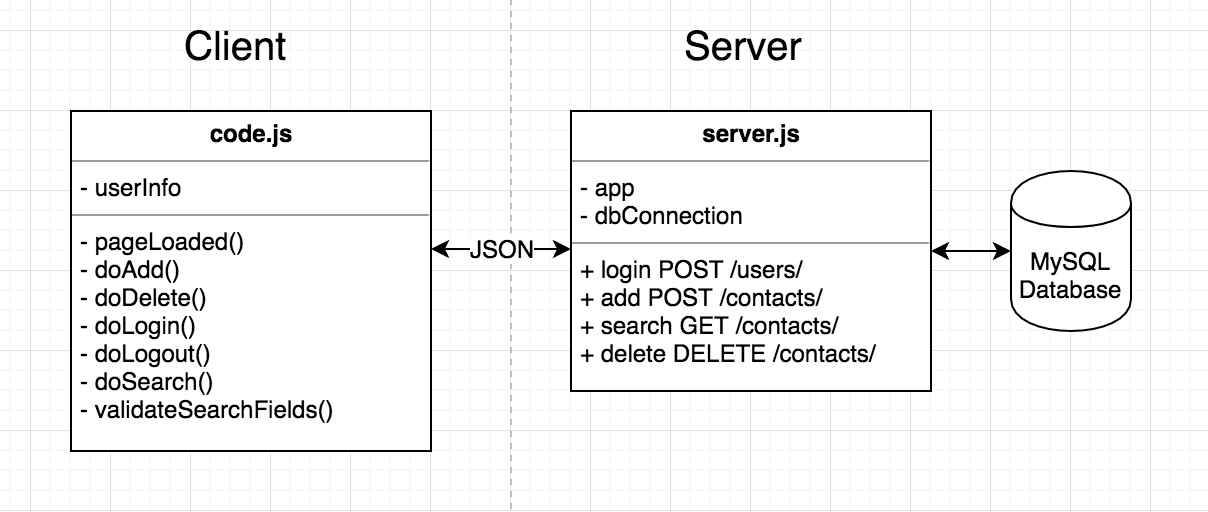 Client
Server
code.js
- userInfo
- pageLoaded()
- doAdd()
- doDelete()
- doLogin()
- doLogout()
- doSearch()
- validateSearchFields()
JSON
server.js
- app
- dbConnection
+ login POST /users/
+ add POST /contacts/
+ search GET /contacts/
+ delete DELETE /contacts/
MySQL
Database